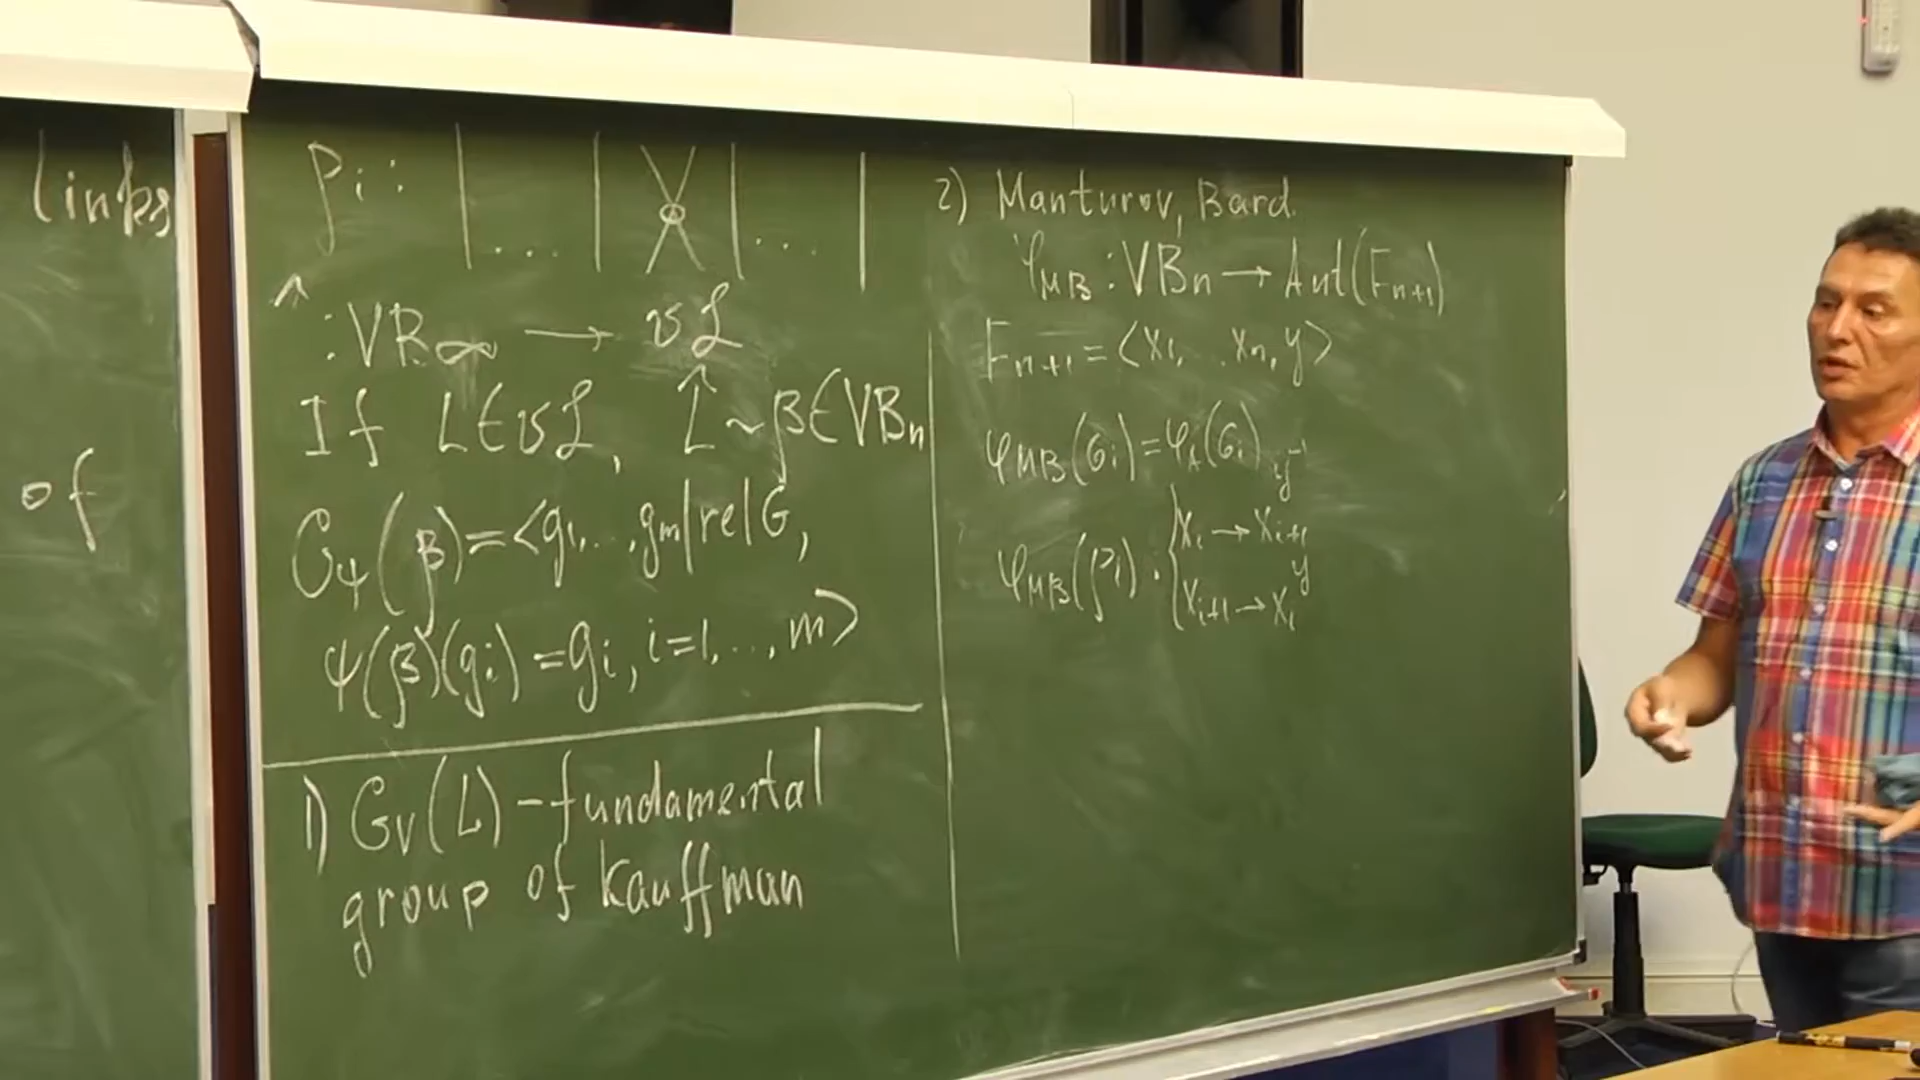 links
of
ρi:
^
: VB∞ → vℒ
If L∈vℒ, L̂ ~ β∈VBn
Gψ(β)=<g1,..,gm|relG,
ψ(β)(gi)=gi, i=1,..,m>
1) Gv(L) - fundamental
group of Kauffman
2) Manturov, Bard.
φMB : VBn → Aut(Fn+1)
Fn+1 = <x1, .. xn, y>
φMB(σi)=φA(σi)
y⁻¹
φMB(ρi): { xi → xi+1
y
xi+1 → xi